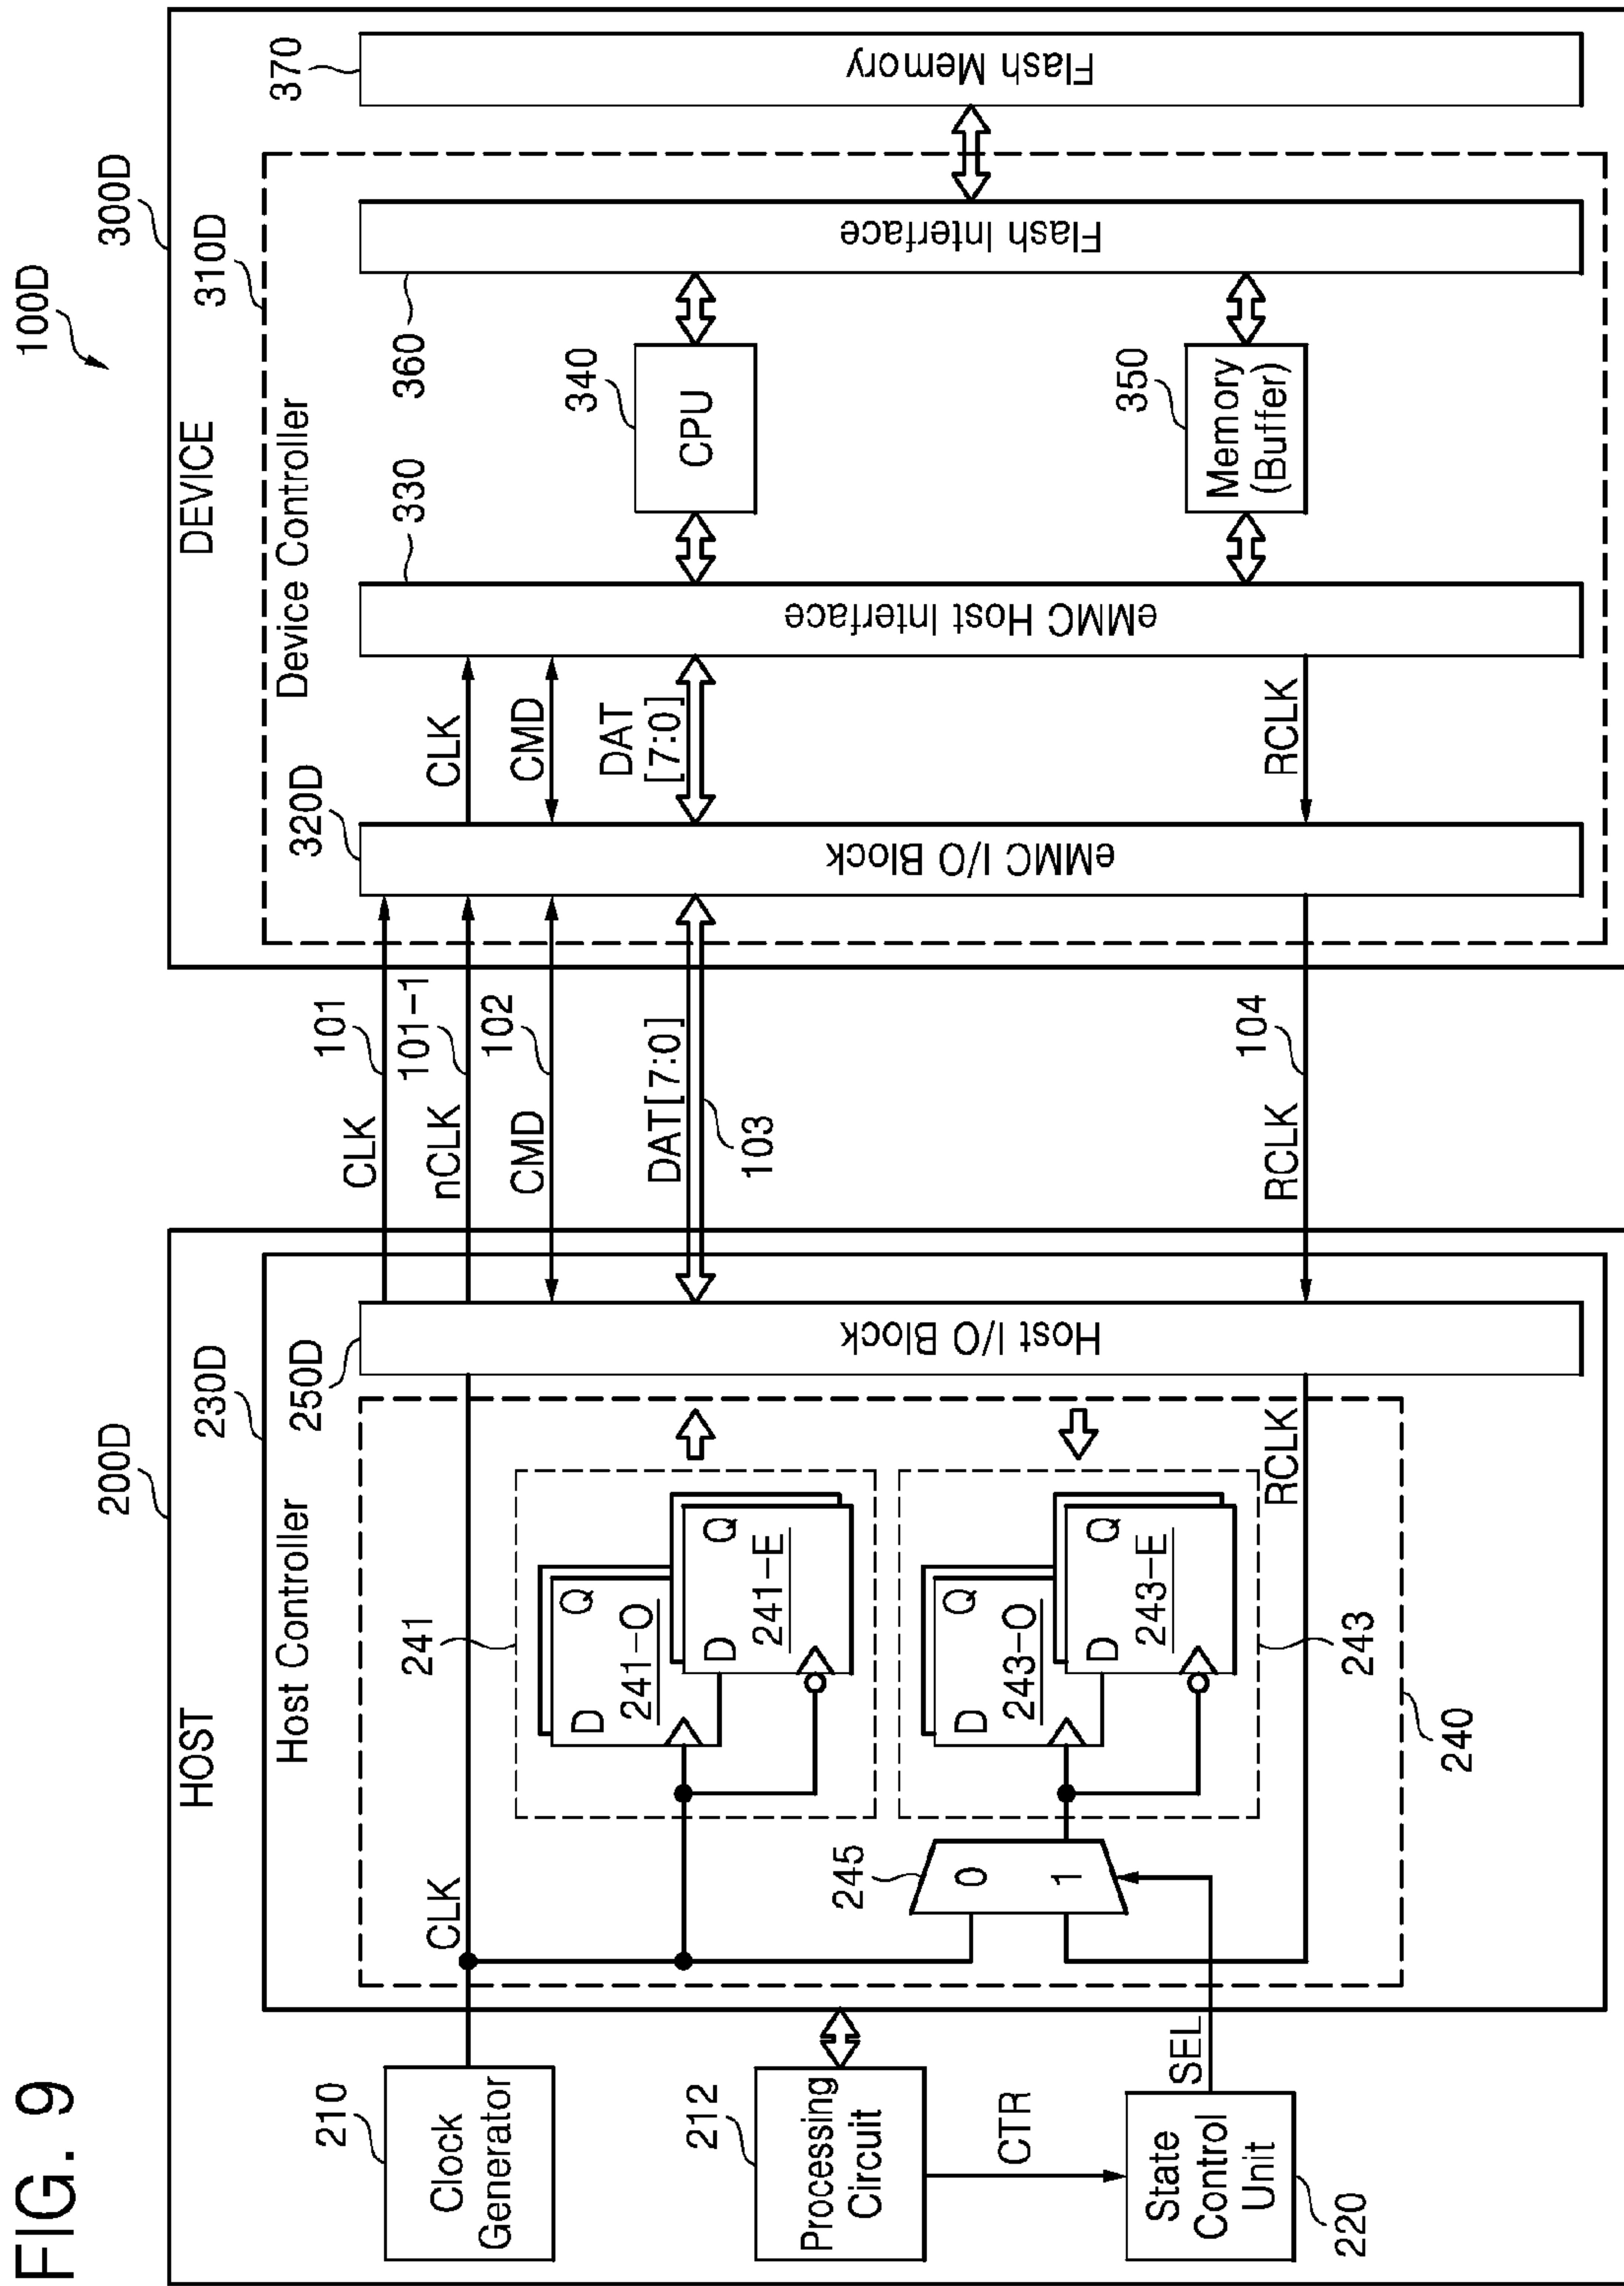 FIG. 9
100D
200D
HOST
210
Clock
Generator
212
Processing
Circuit
CTR
State
Control
Unit
220
SEL
230D
Host Controller
CLK
241
D
Q
241-O
D
Q
241-E
245
0
1
D
Q
243-O
D
Q
243-E
243
240
RCLK
250D
Host I/O Block
CLK
101
nCLK
101-1
CMD
102
DAT[7:0]
103
RCLK
104
300D
DEVICE
310D
Device Controller
320D
eMMC I/O Block
CLK
CMD
DAT
[7:0]
RCLK
330
eMMC Host Interface
340
CPU
350
Memory
(Buffer)
360
Flash Interface
370
Flash Memory